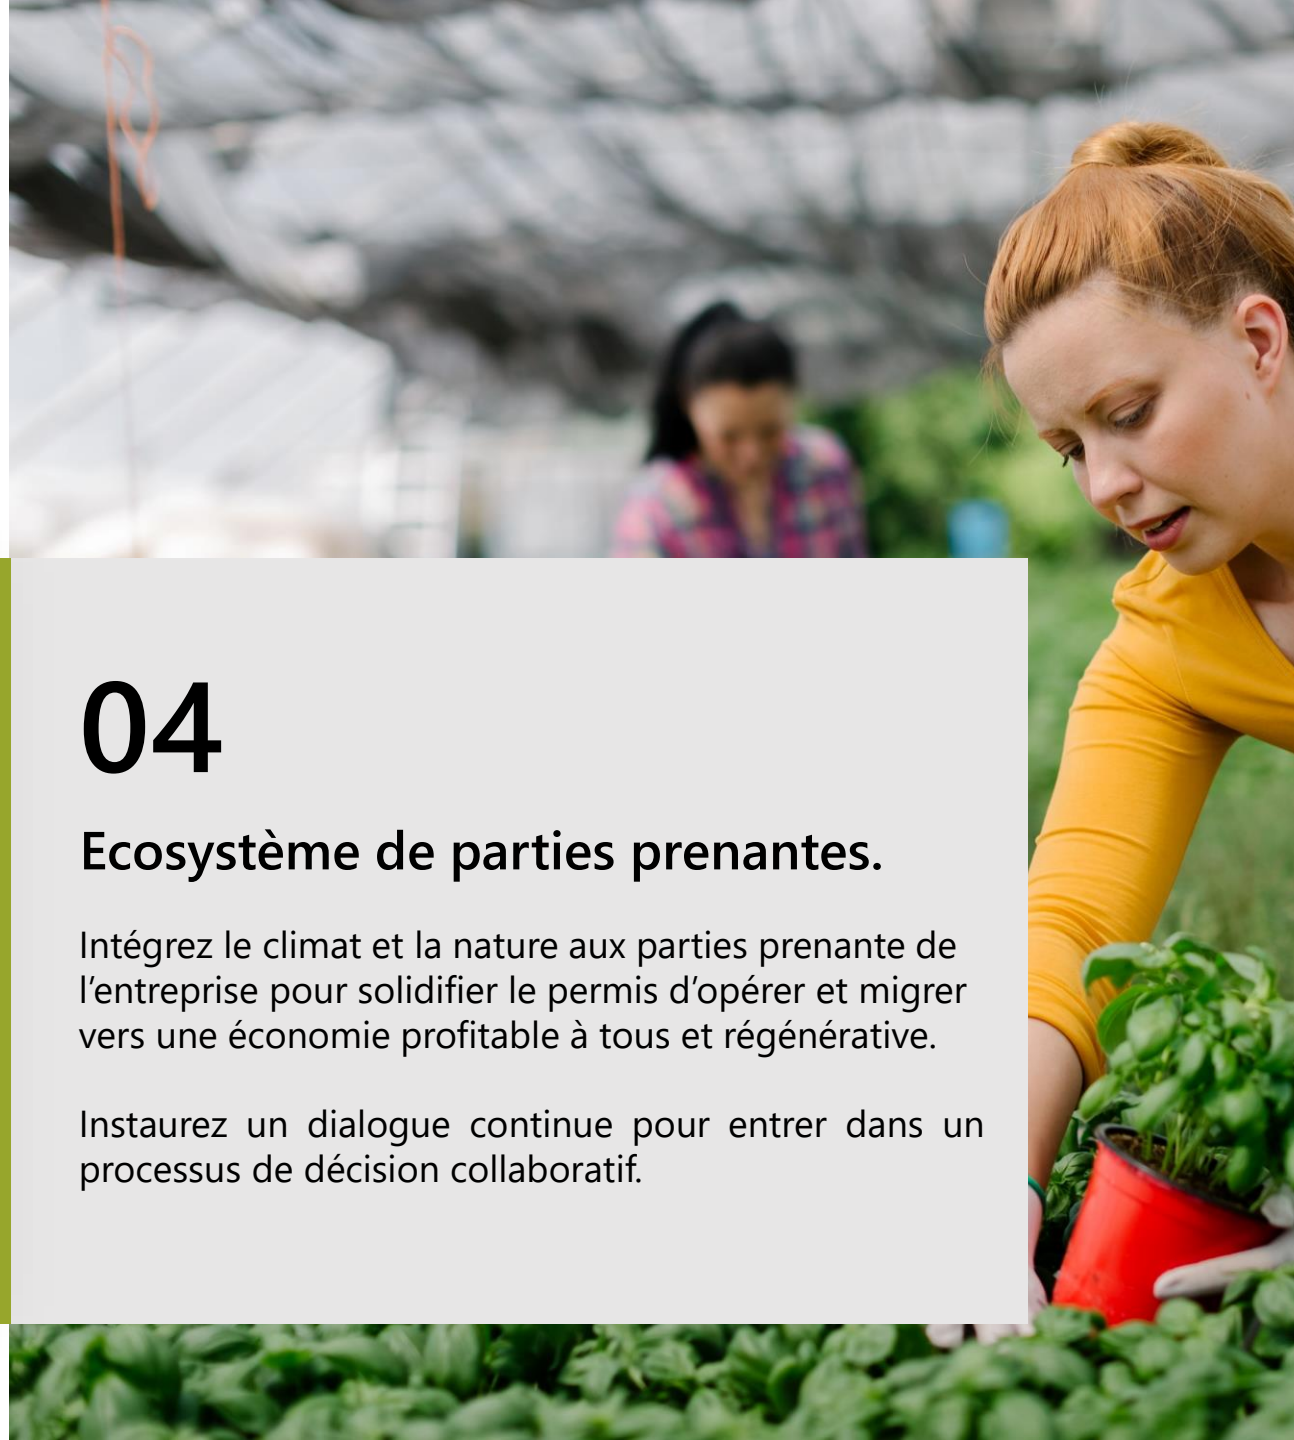 04
Ecosystème de parties prenantes.
Intégrez le climat et la nature aux parties prenante de
l’entreprise pour solidifier le permis d’opérer et migrer
vers une économie profitable à tous et régénérative.
Instaurez un dialogue continue pour entrer dans un
processus de décision collaboratif.